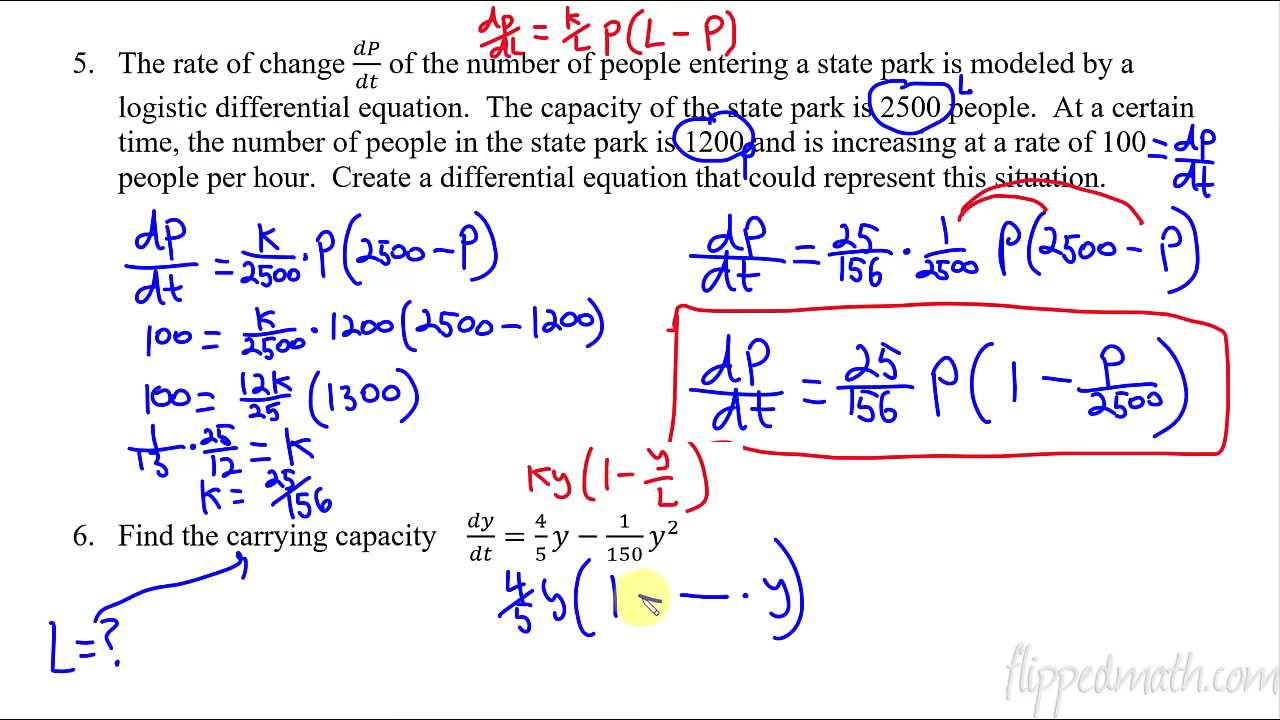 dP/dL = K/L P(L − P)
5. The rate of change dP/dt of the number of people entering a state park is modeled by a
L
logistic differential equation. The capacity of the state park is 2500 people. At a certain
time, the number of people in the state park is 1200 and is increasing at a rate of 100 = dP/dt
P
people per hour. Create a differential equation that could represent this situation.
dP/dt = K/2500 · P(2500 − P)
100 = K/2500 · 1200(2500 − 1200)
100 = 12K/25 (1300)
1/13 · 25/12 = K
K = 25/156
dP/dt = 25/156 · 1/2500 P(2500 − P)
dP/dt = 25/156 P(1 − P/2500)
Ky(1 − y/L)
6. Find the carrying capacity dy/dt = 4/5 y − 1/150 y²
4/5 y(1 − — · y)
L = ?
flippedmath.com